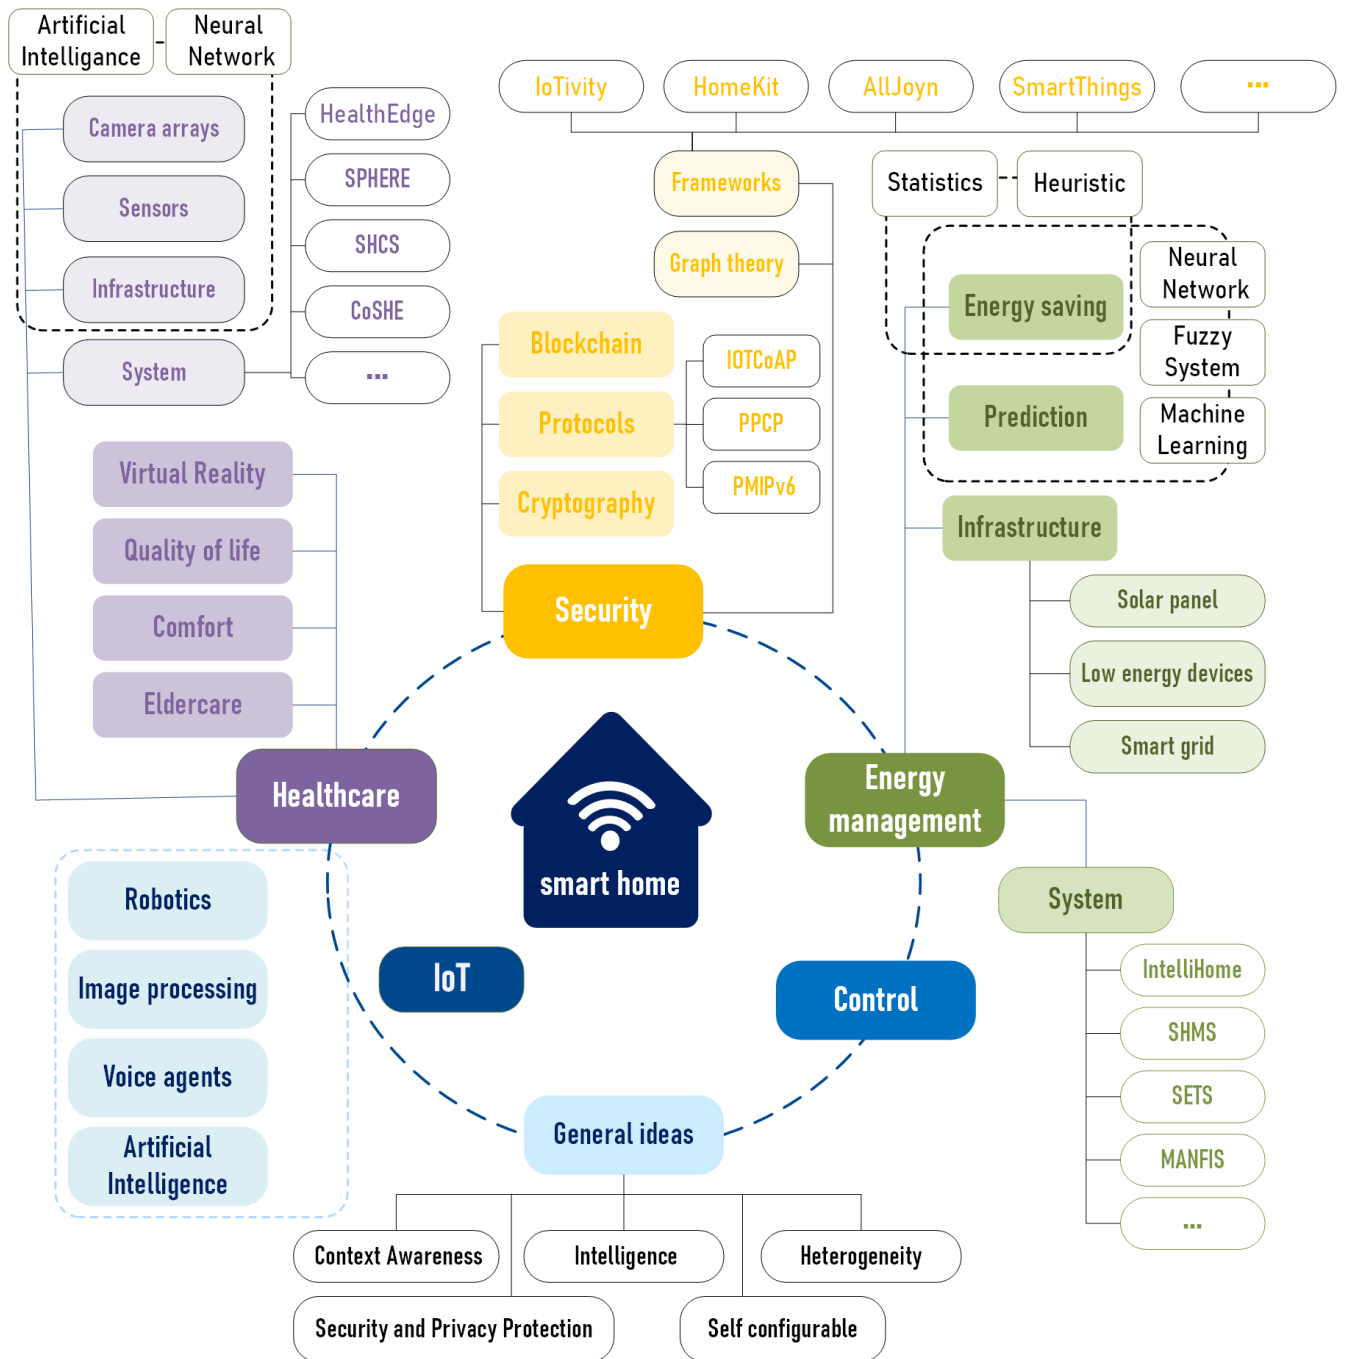 Artificial
Intelligance
-
Neural
Network
Camera arrays
Sensors
Infrastructure
System
HealthEdge
SPHERE
SHCS
CoSHE
...
Virtual Reality
Quality of life
Comfort
Eldercare
Healthcare
IoTivity
HomeKit
AllJoyn
SmartThings
...
Frameworks
Graph theory
Blockchain
Protocols
Cryptography
IOTCoAP
PPCP
PMIPv6
Security
Statistics
Heuristic
Energy saving
Prediction
Neural
Network
Fuzzy
System
Machine
Learning
Infrastructure
Solar panel
Low energy devices
Smart grid
Energy
management
System
IntelliHome
SHMS
SETS
MANFIS
...
smart home
IoT
Control
Robotics
Image processing
Voice agents
Artificial
Intelligence
General ideas
Context Awareness
Intelligence
Heterogeneity
Security and Privacy Protection
Self configurable